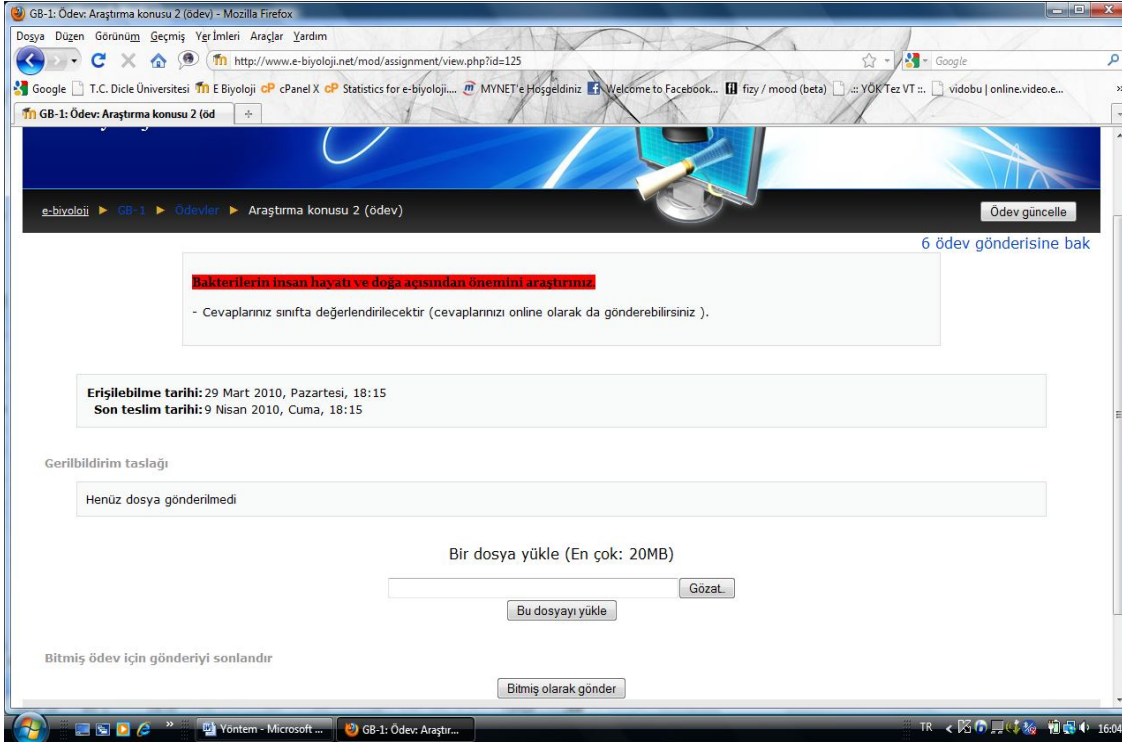 GB-1: Ödev: Araştırma konusu 2 (ödev) - Mozilla Firefox
Dosya Düzen Görünüm Geçmiş Yer İmleri Araçlar Yardım
http://www.e-biyoloji.net/mod/assignment/view.php?id=125
Google
Google T.C. Dicle Üniversitesi E Biyoloji cPanel X Statistics for e-biyoloji.... MYNET'e Hoşgeldiniz Welcome to Facebook... fizy / mood (beta) .:: YÖK Tez VT ::. vidobu | online.video.e...
GB-1: Ödev: Araştırma konusu 2 (öd
e-biyoloji ► GB-1 ► Ödevler ► Araştırma konusu 2 (ödev)
Ödev güncelle
6 ödev gönderisine bak
Bakterilerin insan hayatı ve doğa açısından önemini araştırınız.
- Cevaplarınız sınıfta değerlendirilecektir (cevaplarınızı online olarak da gönderebilirsiniz ).
Erişilebilme tarihi: 29 Mart 2010, Pazartesi, 18:15
Son teslim tarihi: 9 Nisan 2010, Cuma, 18:15
Gerilbildirim taslağı
Henüz dosya gönderilmedi
Bir dosya yükle (En çok: 20MB)
Gözat..
Bu dosyayı yükle
Bitmiş ödev için gönderiyi sonlandır
Bitmiş olarak gönder
Yöntem - Microsoft ...
GB-1: Ödev: Araştır...
TR
16:04